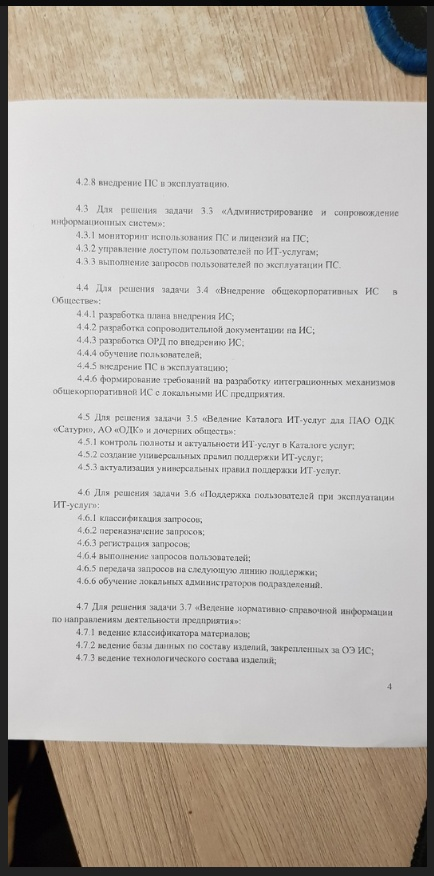 4.2.8 внедрение ПС в эксплуатацию.
4.3 Для решения задачи 3.3 «Администрирование и сопровождение
информационных систем»:
4.3.1 мониторинг использования ПС и лицензий на ПС;
4.3.2 управление доступом пользователей по ИТ-услугам;
4.3.3 выполнение запросов пользователей по эксплуатации ПС.
4.4 Для решения задачи 3.4 «Внедрение общекорпоративных ИС в
Обществе»:
4.4.1 разработка плана внедрения ИС;
4.4.2 разработка сопроводительной документации на ИС;
4.4.3 разработка ОРД по внедрению ИС;
4.4.4 обучение пользователей;
4.4.5 внедрение ПС в эксплуатацию;
4.4.6 формирование требований на разработку интеграционных механизмов
общекорпоративной ИС с локальными ИС предприятия.
4.5 Для решения задачи 3.5 «Ведение Каталога ИТ-услуг для ПАО ОДК
«Сатурн», АО «ОДК» и дочерних обществ»:
4.5.1 контроль полноты и актуальности ИТ-услуг в Каталоге услуг;
4.5.2 создание универсальных правил поддержки ИТ-услуг;
4.5.3 актуализация универсальных правил поддержки ИТ-услуг.
4.6 Для решения задачи 3.6 «Поддержка пользователей при эксплуатации
ИТ-услуг»:
4.6.1 классификация запросов;
4.6.2 переназначение запросов;
4.6.3 регистрация запросов;
4.6.4 выполнение запросов пользователей;
4.6.5 передача запросов на следующую линию поддержки;
4.6.6 обучение локальных администраторов подразделений.
4.7 Для решения задачи 3.7 «Ведение нормативно-справочной информации
по направлениям деятельности предприятия»:
4.7.1 ведение классификатора материалов;
4.7.2 ведение базы данных по составу изделий, закрепленных за ОЭ ИС;
4.7.3 ведение технологического состава изделий;
4